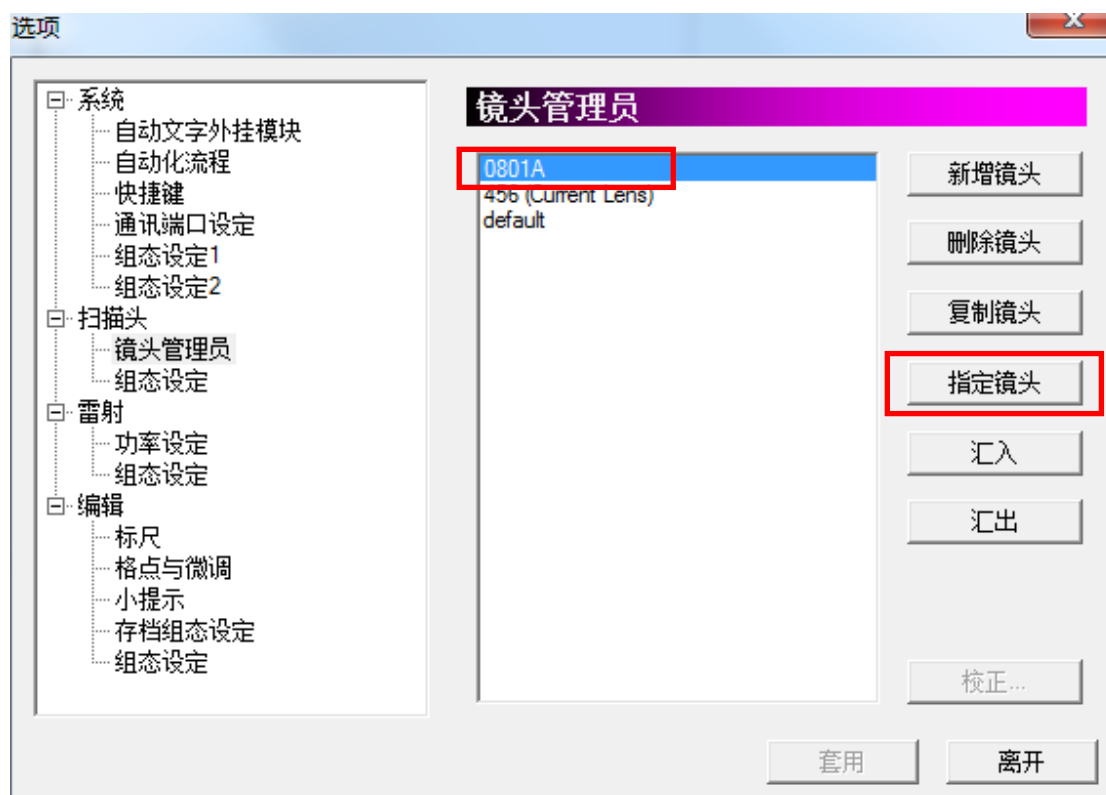 选项
系统
自动文字外挂模块
自动化流程
快捷键
通讯端口设定
组态设定1
组态设定2
扫描头
镜头管理员
组态设定
雷射
功率设定
组态设定
编辑
标尺
格点与微调
小提示
存档组态设定
组态设定
镜头管理员
0801A
456 (Current Lens)
default
新增镜头
删除镜头
复制镜头
指定镜头
汇入
汇出
校正...
套用
离开